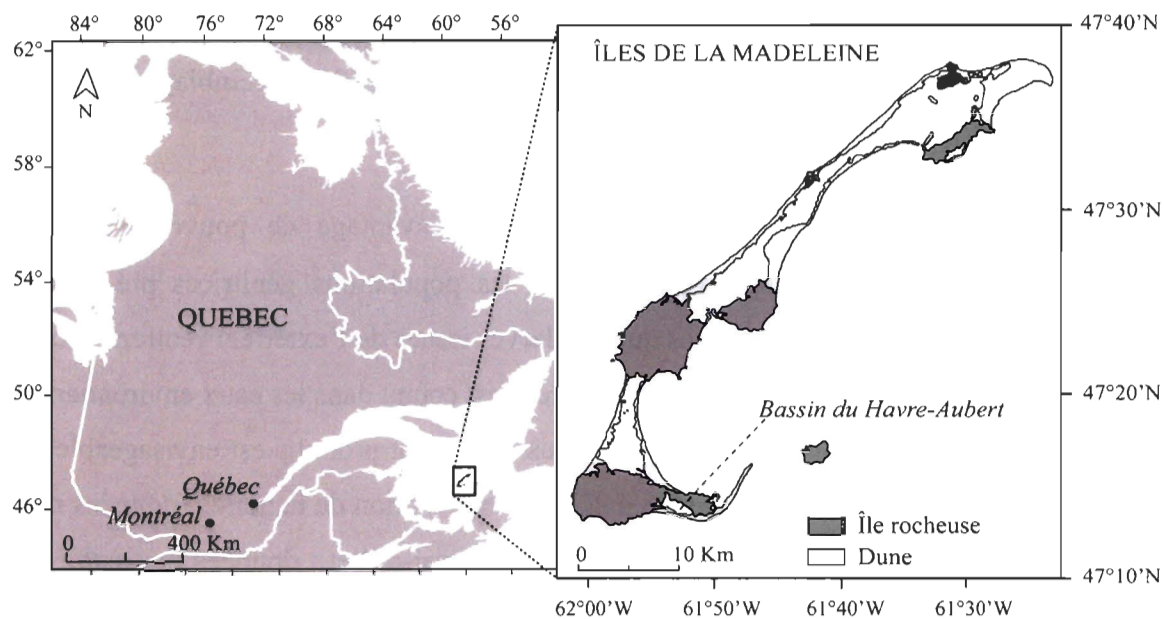 84° 80° 76° 72° 68° 64° 60° 56°
62°
58°
54°
50°
46°
N
QUEBEC
Québec
Montréal
0 400 Km
ÎLES DE LA MADELEINE
Bassin du Havre-Aubert
Île rocheuse
Dune
0 10 Km
47°40'N
47°30'N
47°20'N
47°10'N
62°00'W 61°50'W 61°40'W 61°30'W